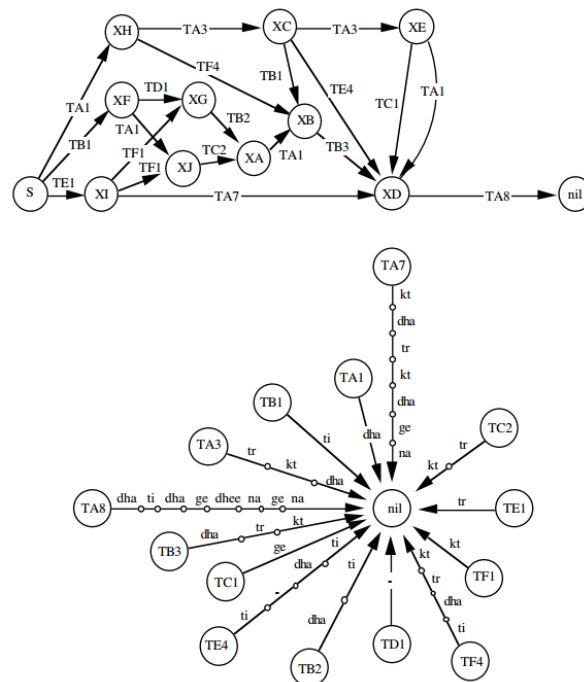 XH TA3 XC TA3 XE
TF4
TB1 TE4 TC1 TA1
TA1 XF TD1 XG
TB1 TA1 TB2 XB
TF1 TF1 XJ TC2 XA TA1 TB3
S TE1 XI TA7 XD TA8 nil
TA7
kt
dha
tr
kt
dha
ge
na
TA1 dha
TB1 ti
TC2 tr kt
TA3 tr kt dha
TA8 dha ti dha ge dhee na ge na nil
TE1 tr
TB3 dha tr kt
TC1 ge
TF1 kt
TE4 ti - dha ti
TB2 dha ti
TD1 -
TF4 ti dha tr kt